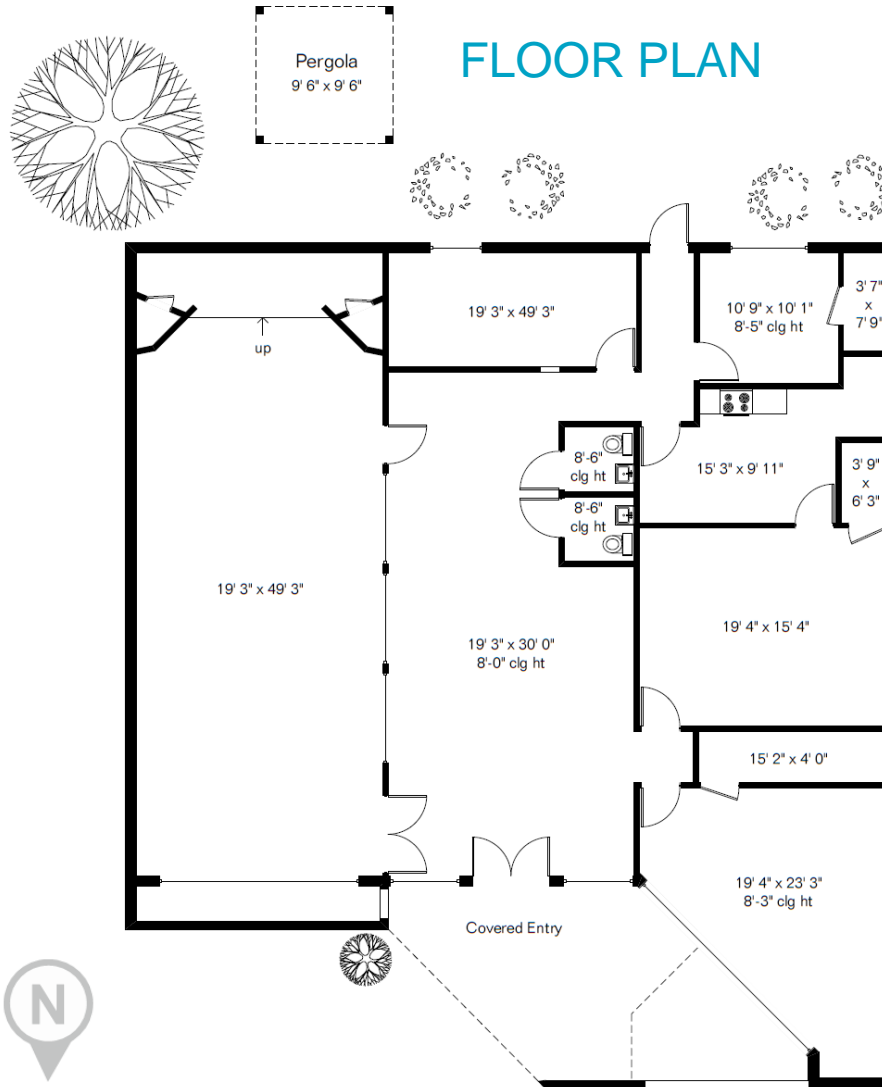 FLOOR PLAN
Pergola
9' 6" x 9' 6"
19' 3" x 49' 3"
10' 9" x 10' 1"
8'-5" clg ht
3' 7"
x
7' 9"
up
8'-6"
clg ht
15' 3" x 9' 11"
3' 9"
x
6' 3"
8'-6"
clg ht
19' 3" x 49' 3"
19' 3" x 30' 0"
8'-0" clg ht
19' 4" x 15' 4"
15' 2" x 4' 0"
19' 4" x 23' 3"
8'-3" clg ht
Covered Entry
N